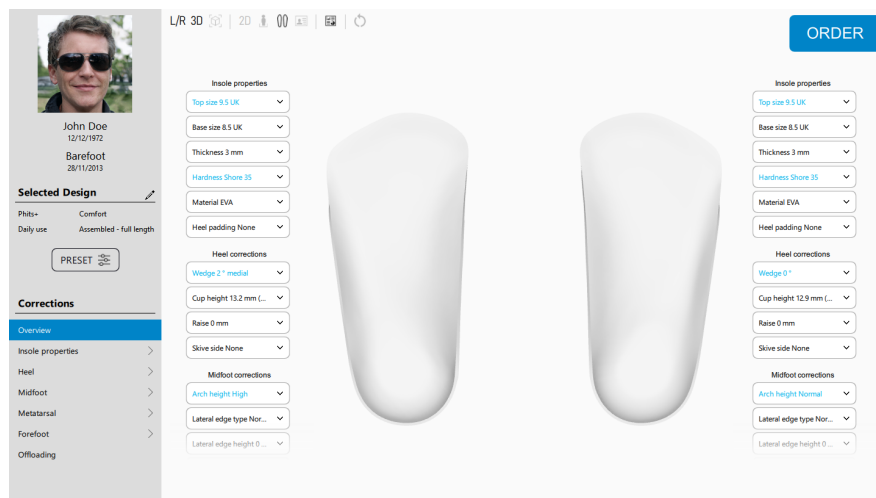 L/R 3D 2D
ORDER
John Doe
12/12/1972
Barefoot
28/11/2013
Selected Design
Phits+ Comfort
Daily use Assembled - full length
PRESET
Corrections
Overview
Insole properties
Heel
Midfoot
Metatarsal
Forefoot
Offloading
Insole properties
Top size 9.5 UK
Base size 8.5 UK
Thickness 3 mm
Hardness Shore 35
Material EVA
Heel padding None
Heel corrections
Wedge 2 ° medial
Cup height 13.2 mm (...
Raise 0 mm
Skive side None
Midfoot corrections
Arch height High
Lateral edge type Nor...
Lateral edge height 0 ...
Insole properties
Top size 9.5 UK
Base size 8.5 UK
Thickness 3 mm
Hardness Shore 35
Material EVA
Heel padding None
Heel corrections
Wedge 0 °
Cup height 12.9 mm (...
Raise 0 mm
Skive side None
Midfoot corrections
Arch height Normal
Lateral edge type Nor...
Lateral edge height 0 ...